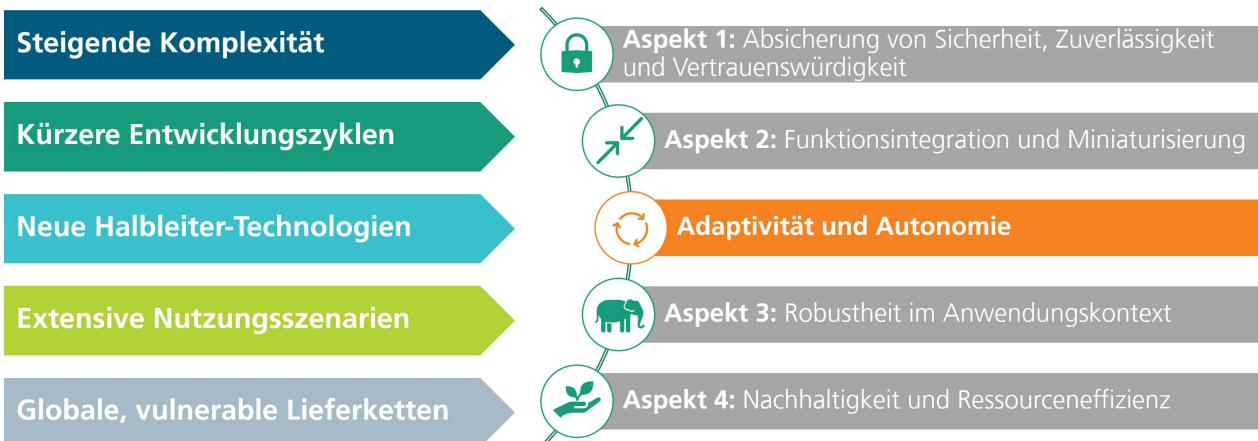 Steigende Komplexität
Kürzere Entwicklungszyklen
Neue Halbleiter-Technologien
Extensive Nutzungsszenarien
Globale, vulnerable Lieferketten
Aspekt 1: Absicherung von Sicherheit, Zuverlässigkeit
und Vertrauenswürdigkeit
Aspekt 2: Funktionsintegration und Miniaturisierung
Adaptivität und Autonomie
Aspekt 3: Robustheit im Anwendungskontext
Aspekt 4: Nachhaltigkeit und Ressourceneffizienz